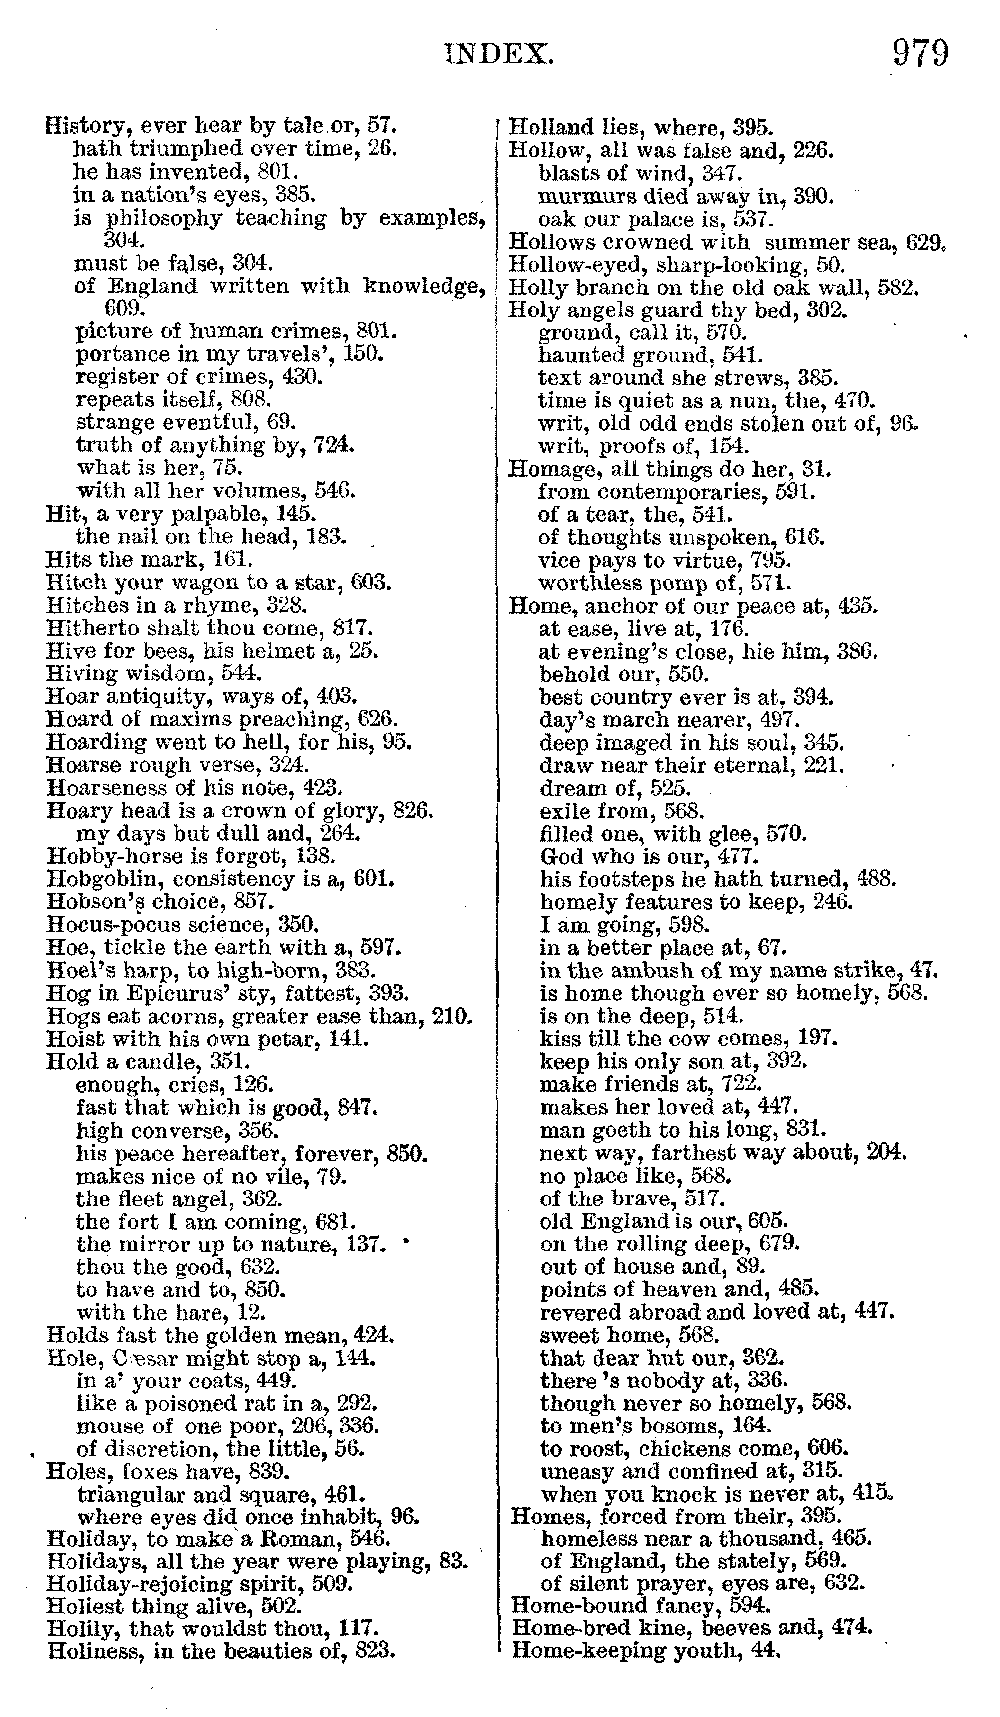 INDEX. 979
History, ever hear by tale or, 57.
hath triumphed over time, 26.
he has invented, 801.
in a nation's eyes, 385.
is philosophy teaching by examples,
304.
must be false, 304.
of England written with knowledge,
609.
picture of human crimes, 801.
portance in my travels', 150.
register of crimes, 430.
repeats itself, 808.
strange eventful, 69.
truth of anything by, 724.
what is her, 75.
with all her volumes, 546.
Hit, a very palpable, 145.
the nail on the head, 183.
Hits the mark, 161.
Hitch your wagon to a star, 603.
Hitches in a rhyme, 328.
Hitherto shalt thou come, 817.
Hive for bees, his helmet a, 25.
Hiving wisdom, 544.
Hoar antiquity, ways of, 403.
Hoard of maxims preaching, 626.
Hoarding went to hell, for his, 95.
Hoarse rough verse, 324.
Hoarseness of his note, 423.
Hoary head is a crown of glory, 826.
my days but dull and, 264.
Hobby-horse is forgot, 138.
Hobgoblin, consistency is a, 601.
Hobson's choice, 857.
Hocus-pocus science, 350.
Hoe, tickle the earth with a, 597.
Hoel's harp, to high-born, 383.
Hog in Epicurus' sty, fattest, 393.
Hogs eat acorns, greater ease than, 210.
Hoist with his own petar, 141.
Hold a candle, 351.
enough, cries, 126.
fast that which is good, 847.
high converse, 356.
his peace hereafter, forever, 850.
makes nice of no vile, 79.
the fleet angel, 362.
the fort I am coming, 681.
the mirror up to nature, 137.
thou the good, 632.
to have and to, 850.
with the hare, 12.
Holds fast the golden mean, 424.
Hole, Cæsar might stop a, 144.
in a' your coats, 449.
like a poisoned rat in a, 292.
mouse of one poor, 206, 336.
of discretion, the little, 56.
Holes, foxes have, 839.
triangular and square, 461.
where eyes did once inhabit, 96.
Holiday, to make a Roman, 546.
Holidays, all the year were playing, 83.
Holiday-rejoicing spirit, 509.
Holiest thing alive, 502.
Holily, that wouldst thou, 117.
Holiness, in the beauties of, 823.
Holland lies, where, 395.
Hollow, all was false and, 226.
blasts of wind, 347.
murmurs died away in, 390.
oak our palace is, 537.
Hollows crowned with summer sea, 629.
Hollow-eyed, sharp-looking, 50.
Holly branch on the old oak wall, 582.
Holy angels guard thy bed, 302.
ground, call it, 570.
haunted ground, 541.
text around she strews, 385.
time is quiet as a nun, the, 470.
writ, old odd ends stolen out of, 96.
writ, proofs of, 154.
Homage, all things do her, 31.
from contemporaries, 591.
of a tear, the, 541.
of thoughts unspoken, 616.
vice pays to virtue, 795.
worthless pomp of, 571.
Home, anchor of our peace at, 435.
at ease, live at, 176.
at evening's close, hie him, 386.
behold our, 550.
best country ever is at, 394.
day's march nearer, 497.
deep imaged in his soul, 345.
draw near their eternal, 221.
dream of, 525.
exile from, 568.
filled one, with glee, 570.
God who is our, 477.
his footsteps he hath turned, 488.
homely features to keep, 246.
I am going, 598.
in a better place at, 67.
in the ambush of my name strike, 47.
is home though ever so homely, 568.
is on the deep, 514.
kiss till the cow comes, 197.
keep his only son at, 392.
make friends at, 722.
makes her loved at, 447.
man goeth to his long, 831.
next way, farthest way about, 204.
no place like, 568.
of the brave, 517.
old England is our, 605.
on the rolling deep, 679.
out of house and, 89.
points of heaven and, 485.
revered abroad and loved at, 447.
sweet home, 568.
that dear hut our, 362.
there 's nobody at, 336.
though never so homely, 568.
to men's bosoms, 164.
to roost, chickens come, 606.
uneasy and confined at, 315.
when you knock is never at, 415.
Homes, forced from their, 395.
homeless near a thousand, 465.
of England, the stately, 569.
of silent prayer, eyes are, 632.
Home-bound fancy, 594.
Home-bred kine, beeves and, 474.
Home-keeping youth, 44.